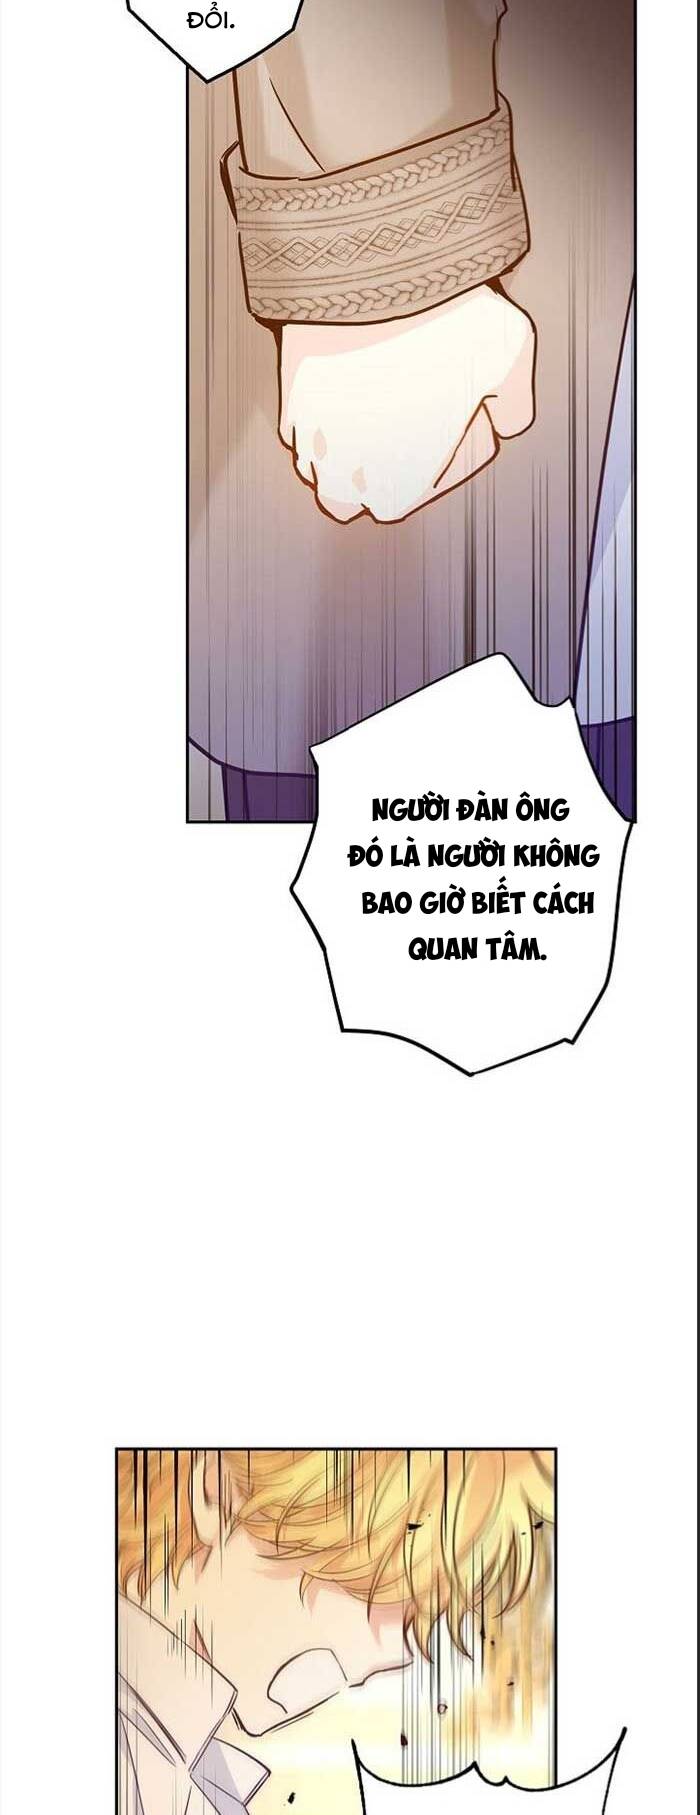 ĐỔI.
NGƯỜI ĐÀN ÔNG
ĐÓ LÀ NGƯỜI KHÔNG
BAO GIỜ BIẾT CÁCH
QUAN TÂM.